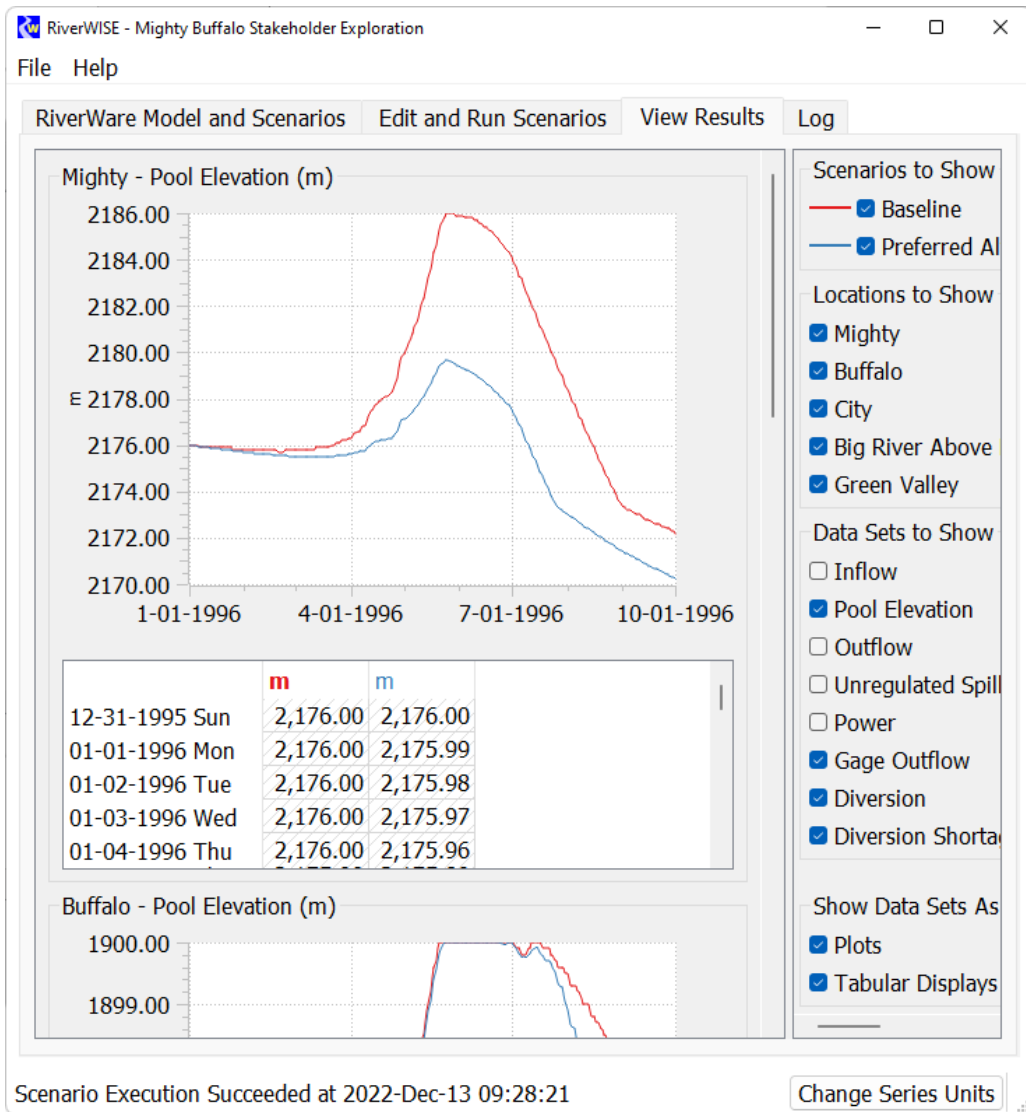 RiverWISE - Mighty Buffalo Stakeholder Exploration
File Help
RiverWare Model and Scenarios Edit and Run Scenarios View Results Log
Mighty - Pool Elevation (m)
2186.00
2184.00
2182.00
2180.00
m 2178.00
2176.00
2174.00
2172.00
2170.00
1-01-1996 4-01-1996 7-01-1996 10-01-1996
m m
12-31-1995 Sun 2,176.00 2,176.00
01-01-1996 Mon 2,176.00 2,175.99
01-02-1996 Tue 2,176.00 2,175.98
01-03-1996 Wed 2,176.00 2,175.97
01-04-1996 Thu 2,176.00 2,175.96
Buffalo - Pool Elevation (m)
1900.00
1899.00
Scenarios to Show
Baseline
Preferred Al
Locations to Show
Mighty
Buffalo
City
Big River Above
Green Valley
Data Sets to Show
Inflow
Pool Elevation
Outflow
Unregulated Spill
Power
Gage Outflow
Diversion
Diversion Shorta
Show Data Sets As
Plots
Tabular Displays
Scenario Execution Succeeded at 2022-Dec-13 09:28:21
Change Series Units